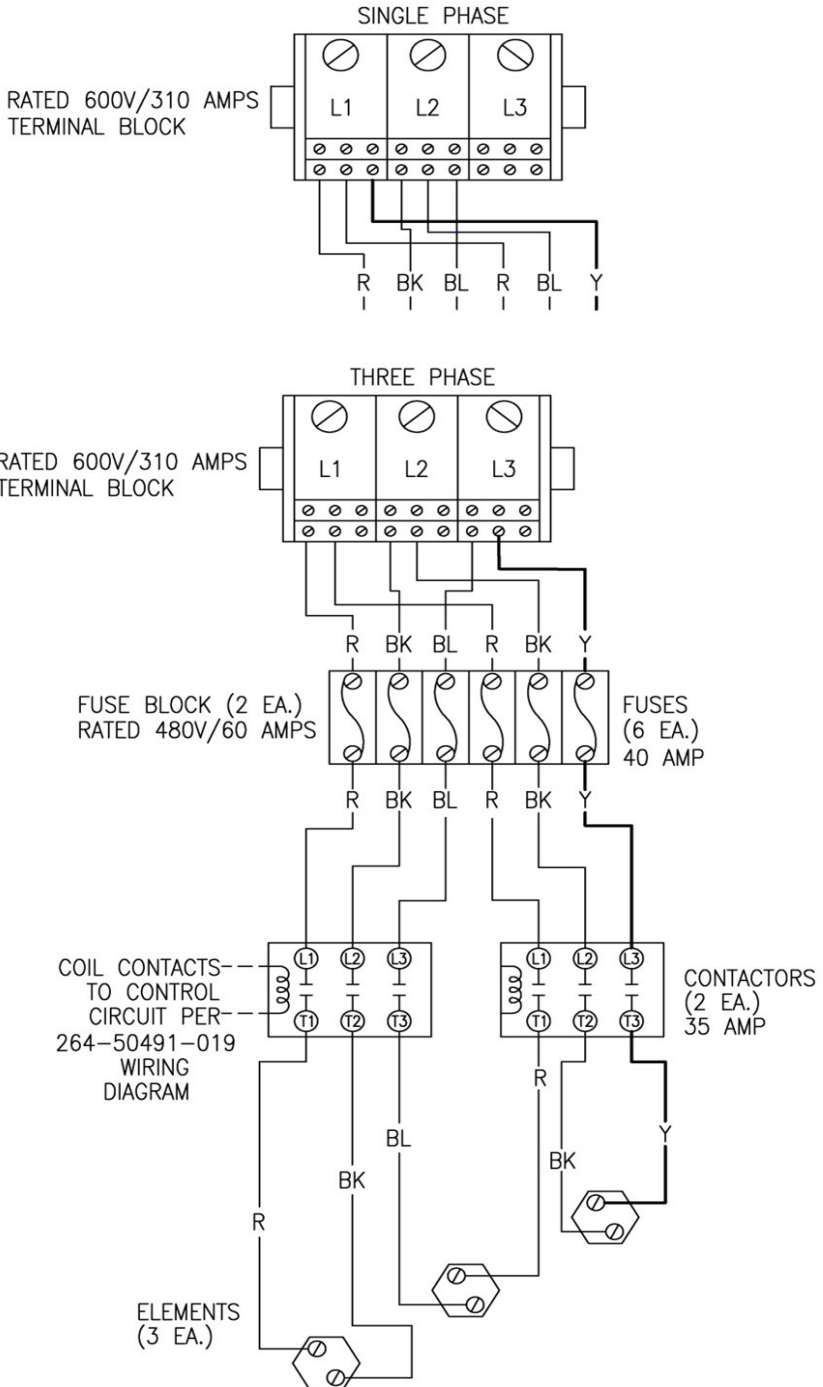 SINGLE PHASE
RATED 600V/310 AMPS
TERMINAL BLOCK
L1 L2 L3
R BK BL R BL Y
THREE PHASE
RATED 600V/310 AMPS
TERMINAL BLOCK
L1 L2 L3
R BK BL R BK Y
FUSE BLOCK (2 EA.)
RATED 480V/60 AMPS
FUSES
(6 EA.)
40 AMP
R BK BL R BK Y
L1 L2 L3 L1 L2 L3
COIL CONTACTS
TO CONTROL
CIRCUIT PER
264-50491-019
WIRING
DIAGRAM
T1 T2 T3 T1 T2 T3
CONTACTORS
(2 EA.)
35 AMP
R
BL
Y
BK
BK
R
ELEMENTS
(3 EA.)